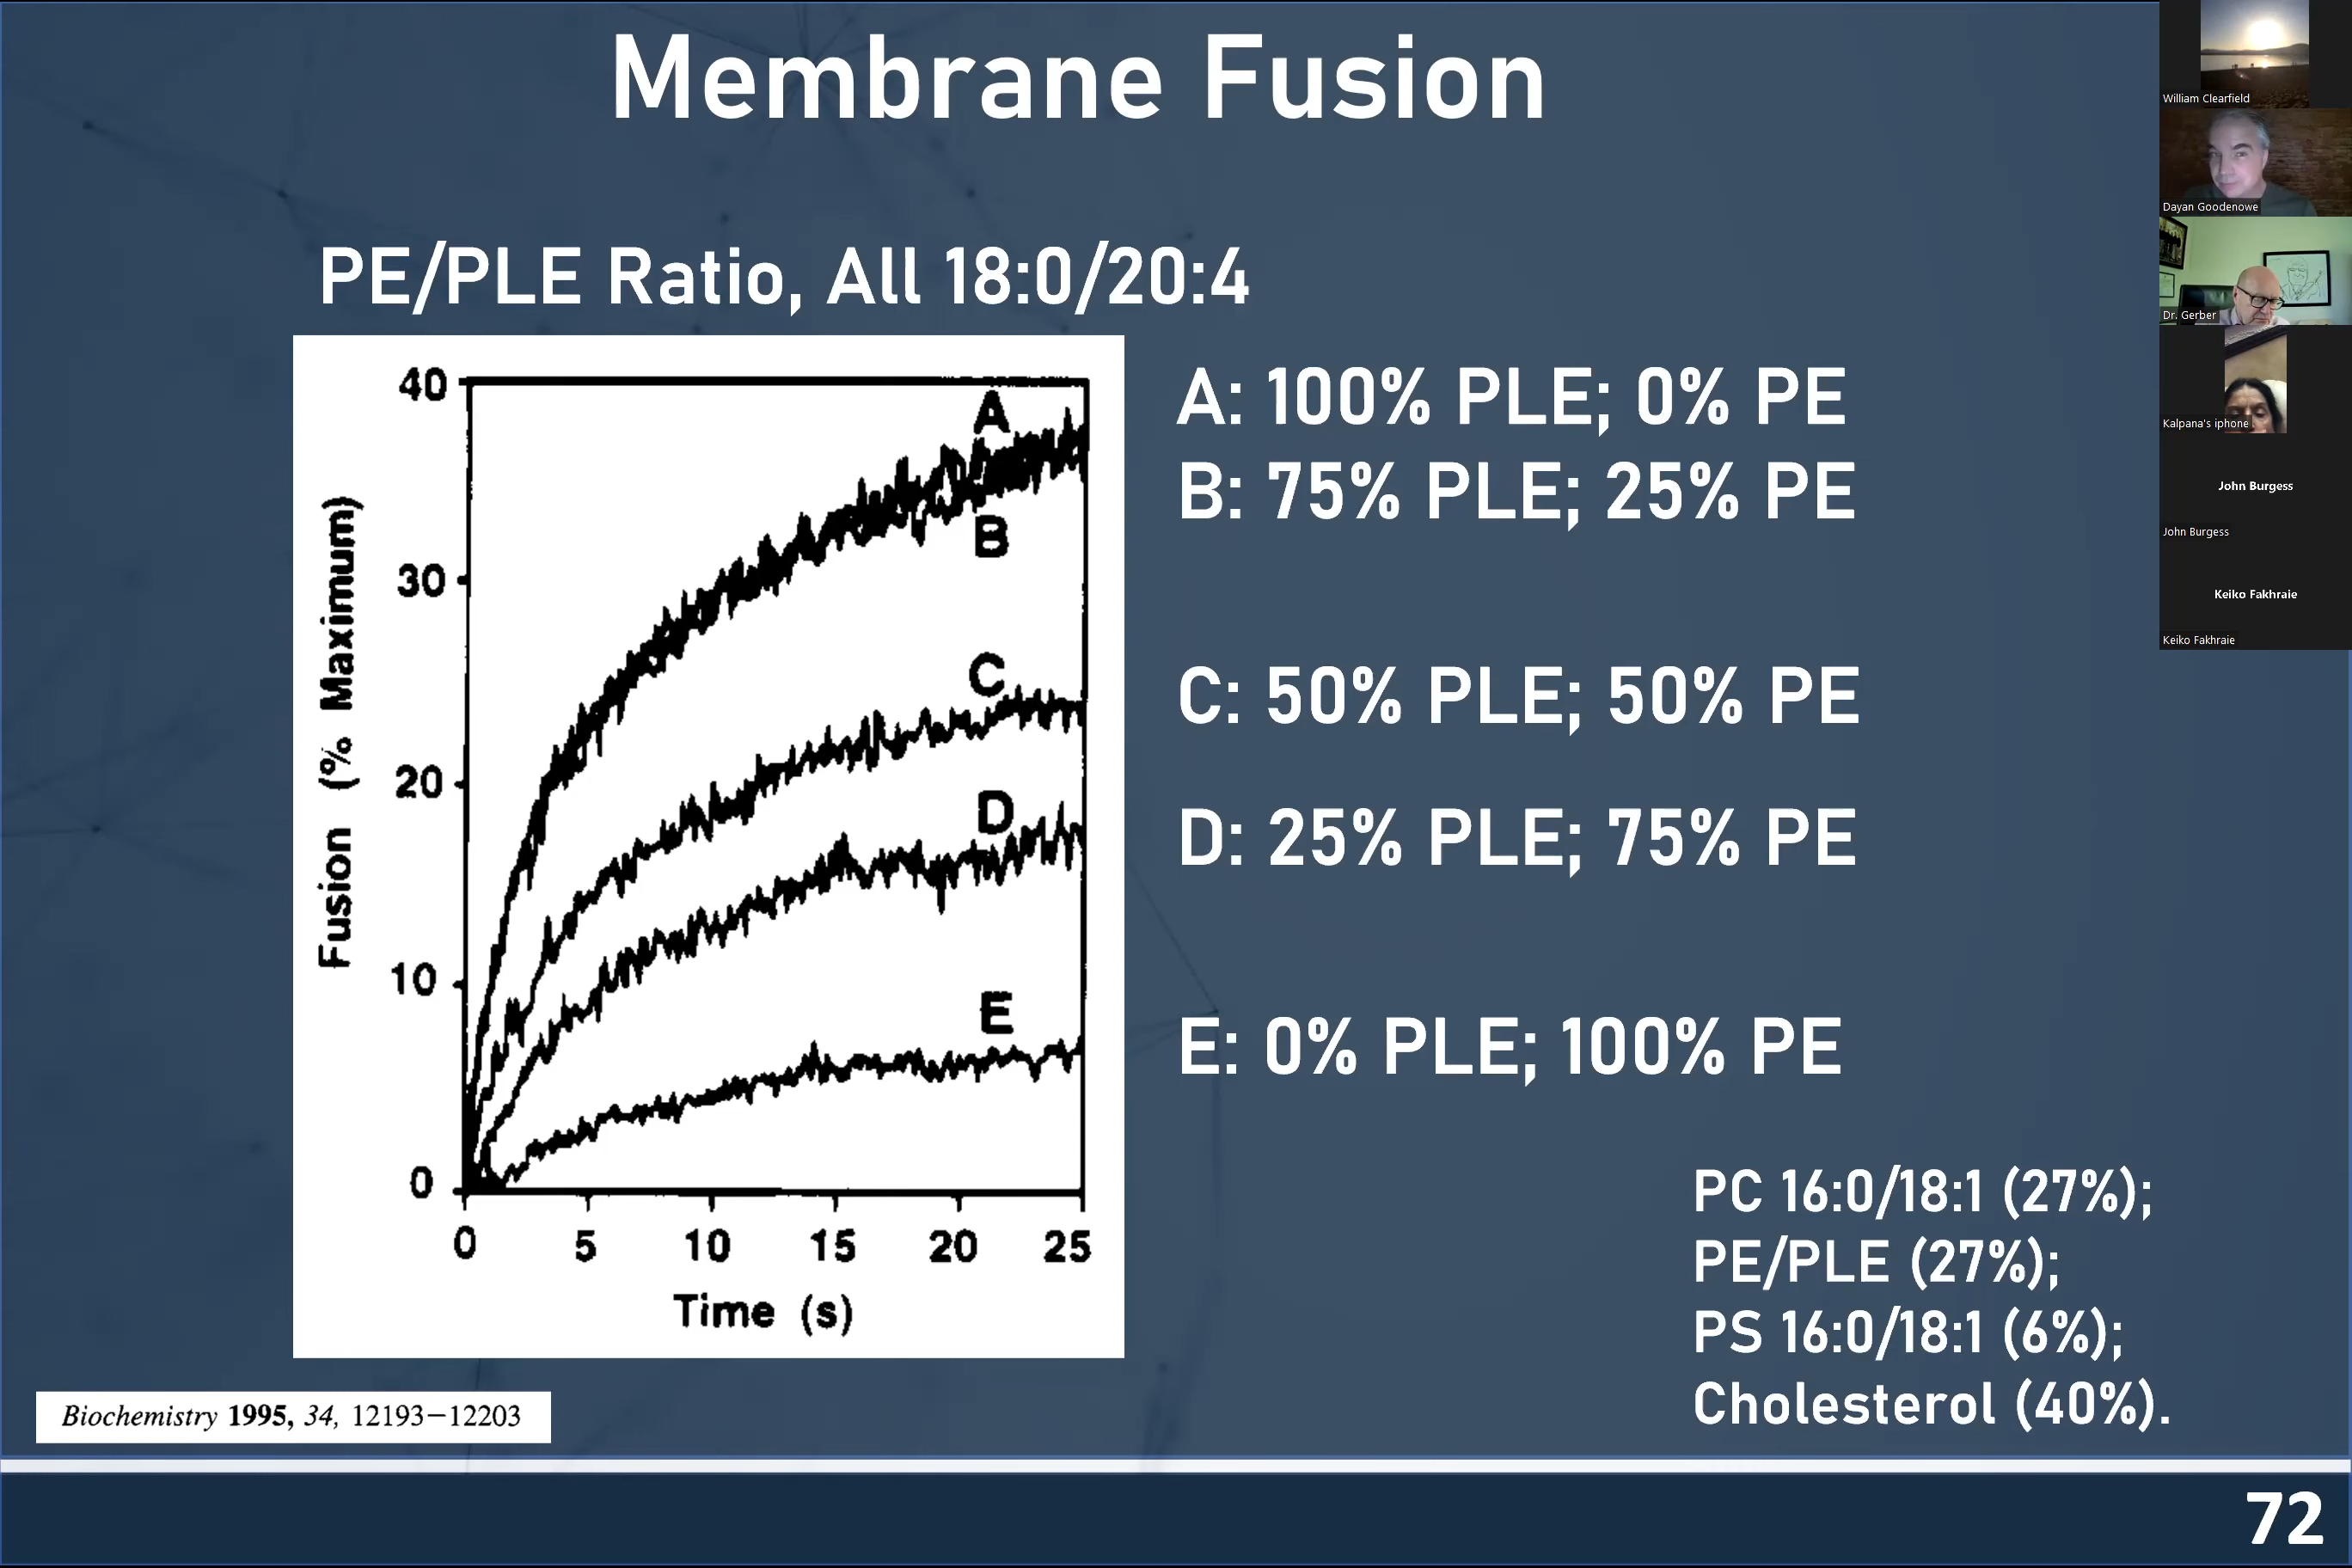 Membrane Fusion
PE/PLE Ratio, All 18:0/20:4
40
30
20
10
0
Fusion (% Maximum)
A
B
C
D
E
0 5 10 15 20 25
Time (s)
A: 100% PLE; 0% PE
B: 75% PLE; 25% PE
C: 50% PLE; 50% PE
D: 25% PLE; 75% PE
E: 0% PLE; 100% PE
PC 16:0/18:1 (27%);
PE/PLE (27%);
PS 16:0/18:1 (6%);
Cholesterol (40%).
Biochemistry 1995, 34, 12193–12203
72
William Clearfield
Dayan Goodenowe
Dr. Gerber
Kalpana's iphone
John Burgess
John Burgess
Keiko Fakhraie
Keiko Fakhraie